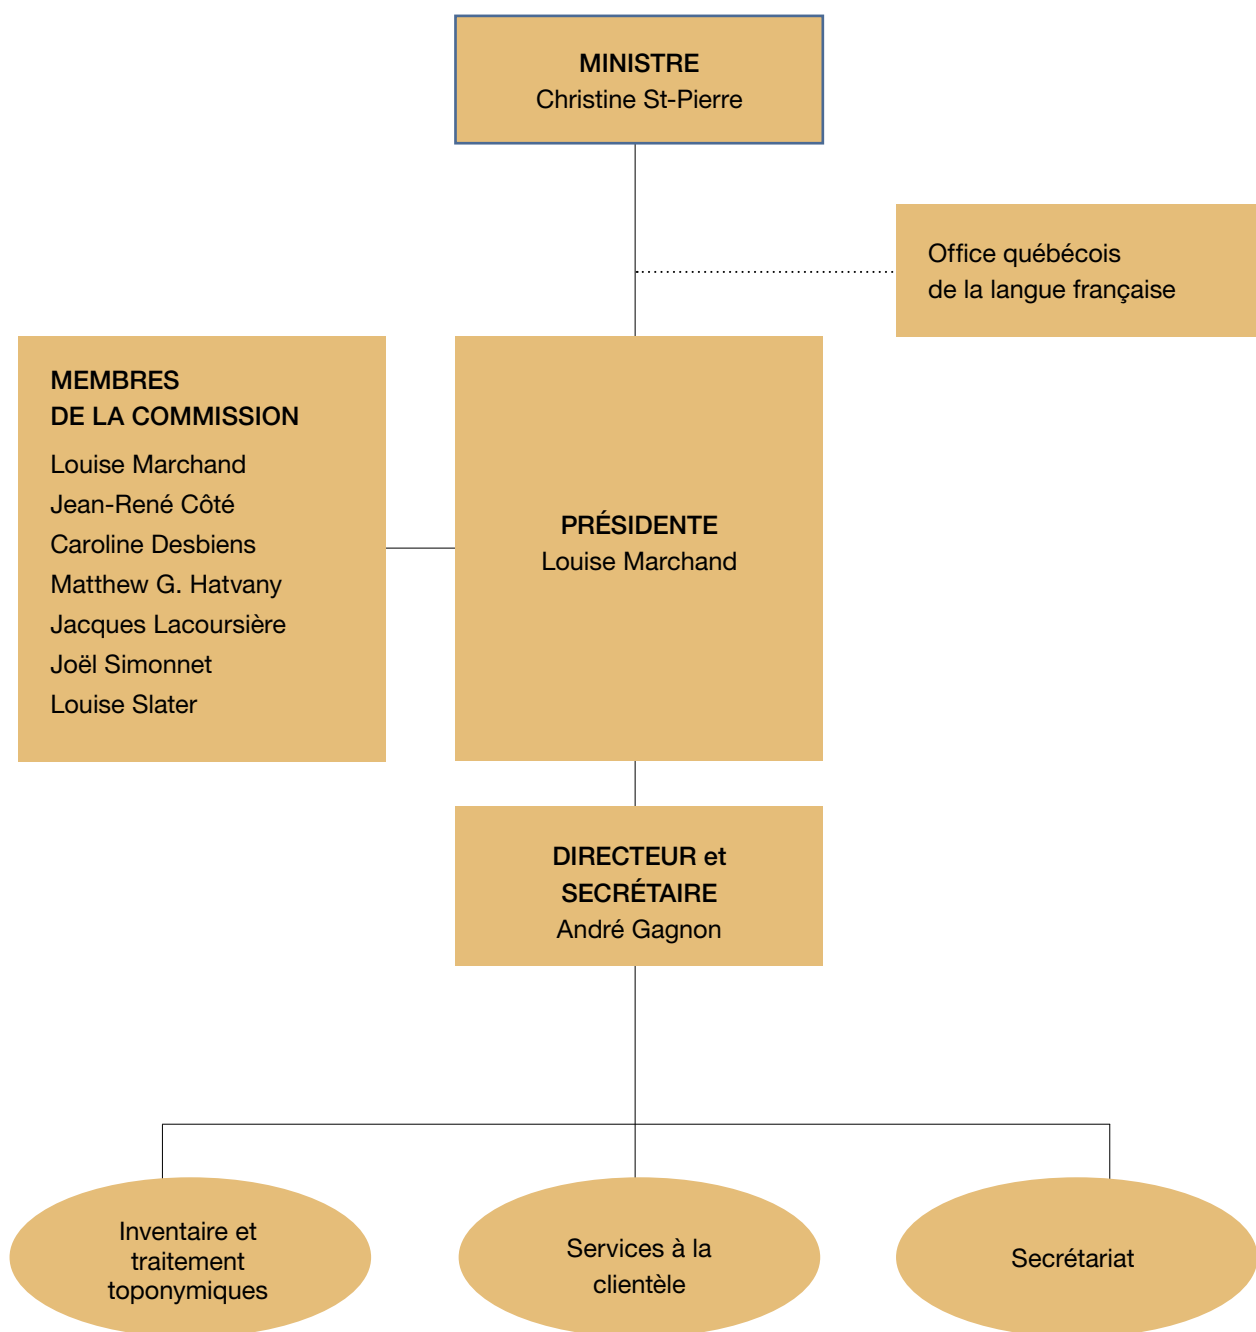 MINISTRE
Christine St-Pierre
Office québécois
de la langue française
MEMBRES
DE LA COMMISSION
Louise Marchand
Jean-René Côté
Caroline Desbiens
Matthew G. Hatvany
Jacques Lacoursière
Joël Simonnet
Louise Slater
PRÉSIDENTE
Louise Marchand
DIRECTEUR et
SECRÉTAIRE
André Gagnon
Inventaire et
traitement
toponymiques
Services à la
clientèle
Secrétariat